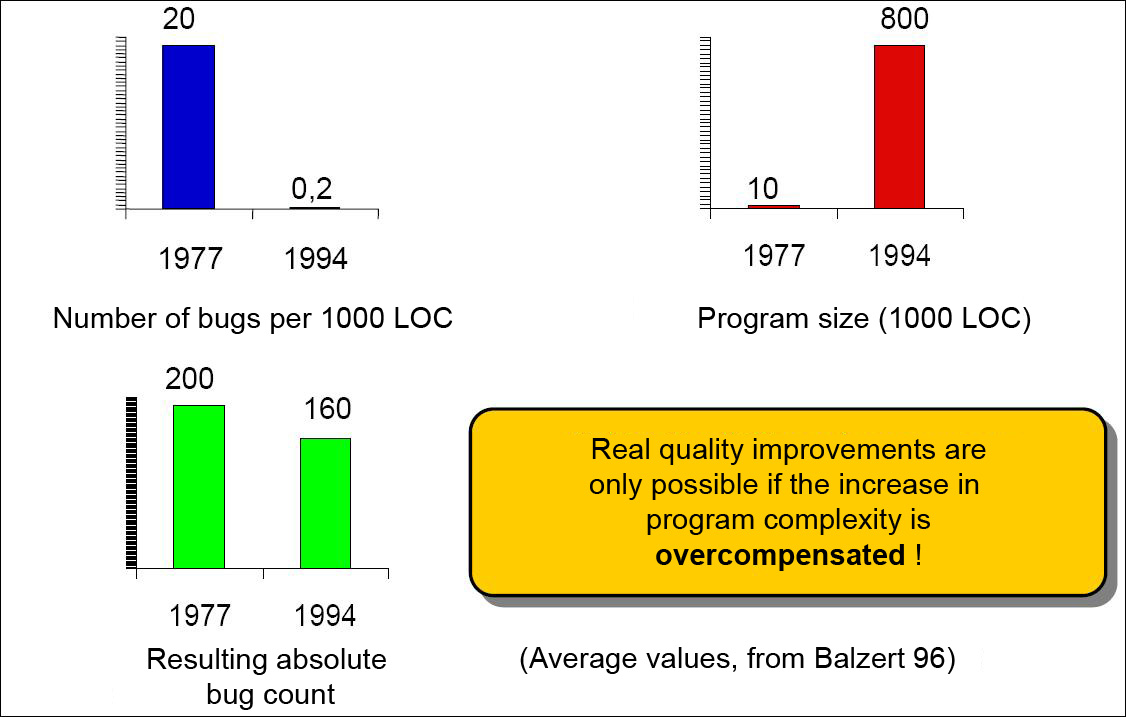 20
0,2
1977 1994
Number of bugs per 1000 LOC
800
10
1977 1994
Program size (1000 LOC)
200
160
1977 1994
Resulting absolute
bug count
Real quality improvements are
only possible if the increase in
program complexity is
overcompensated !
(Average values, from Balzert 96)